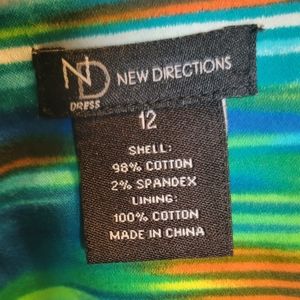 ND NEW DIRECTIONS
DRESS
12
SHELL:
98% COTTON
2% SPANDEX
LINING:
100% COTTON
MADE IN CHINA